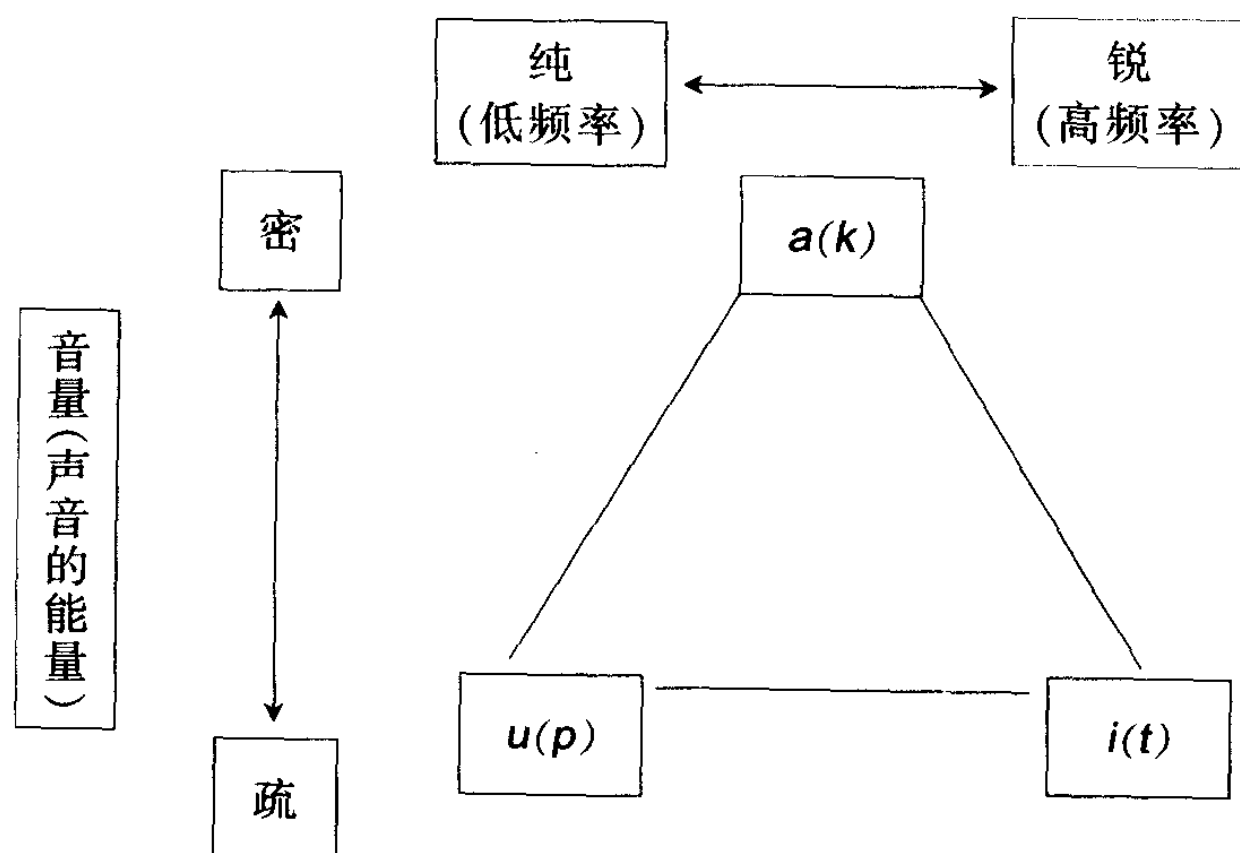 纯
(低频率)
锐
(高频率)
密
a(k)
音量(声音的能量)
u(p)
i(t)
疏